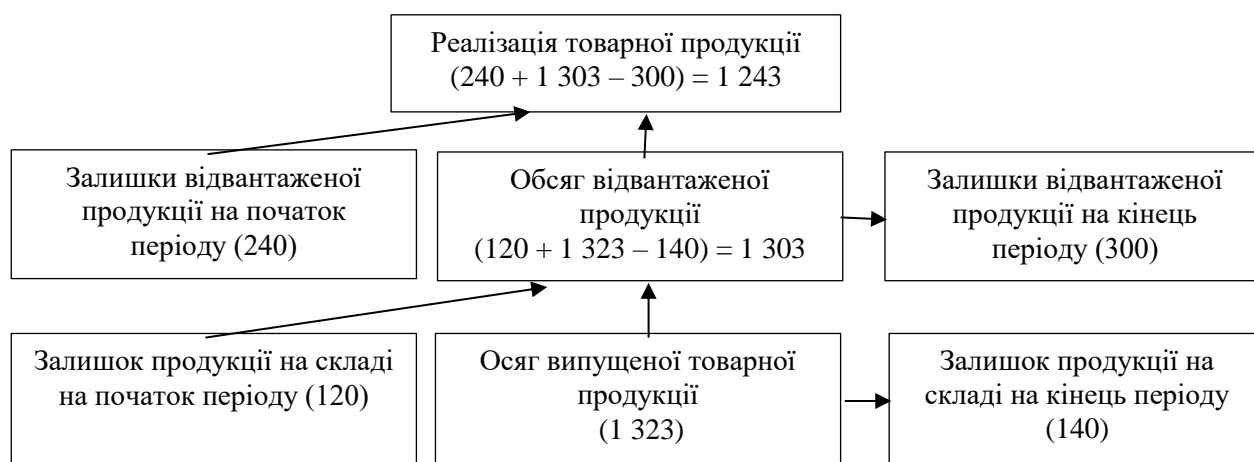 Реалізація товарної продукції
(240 + 1 303 – 300) = 1 243
Залишки відвантаженої
продукції на початок
періоду (240)
Обсяг відвантаженої
продукції
(120 + 1 323 – 140) = 1 303
Залишки відвантаженої
продукції на кінець
періоду (300)
Залишок продукції на складі
на початок періоду (120)
Осяг випущеної товарної
продукції
(1 323)
Залишок продукції на
складі на кінець періоду
(140)